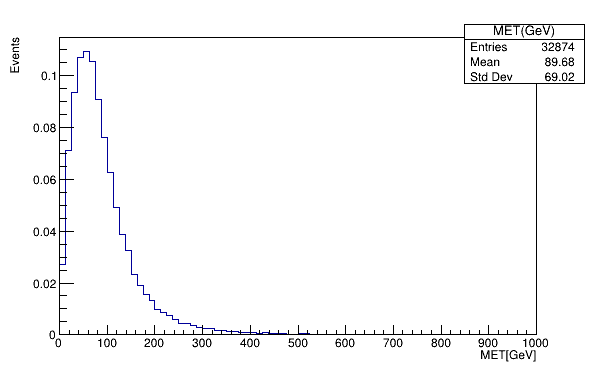 MET(GeV)
Entries 32874
Mean 89.68
Std Dev 69.02
Events
0.1
0.08
0.06
0.04
0.02
0
0 100 200 300 400 500 600 700 800 900 1000
MET[GeV]